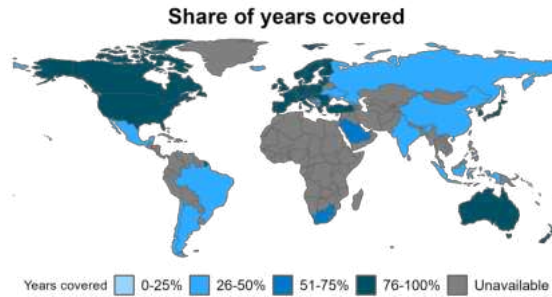 Share of years covered
Years covered 0-25% 26-50% 51-75% 76-100% Unavailable